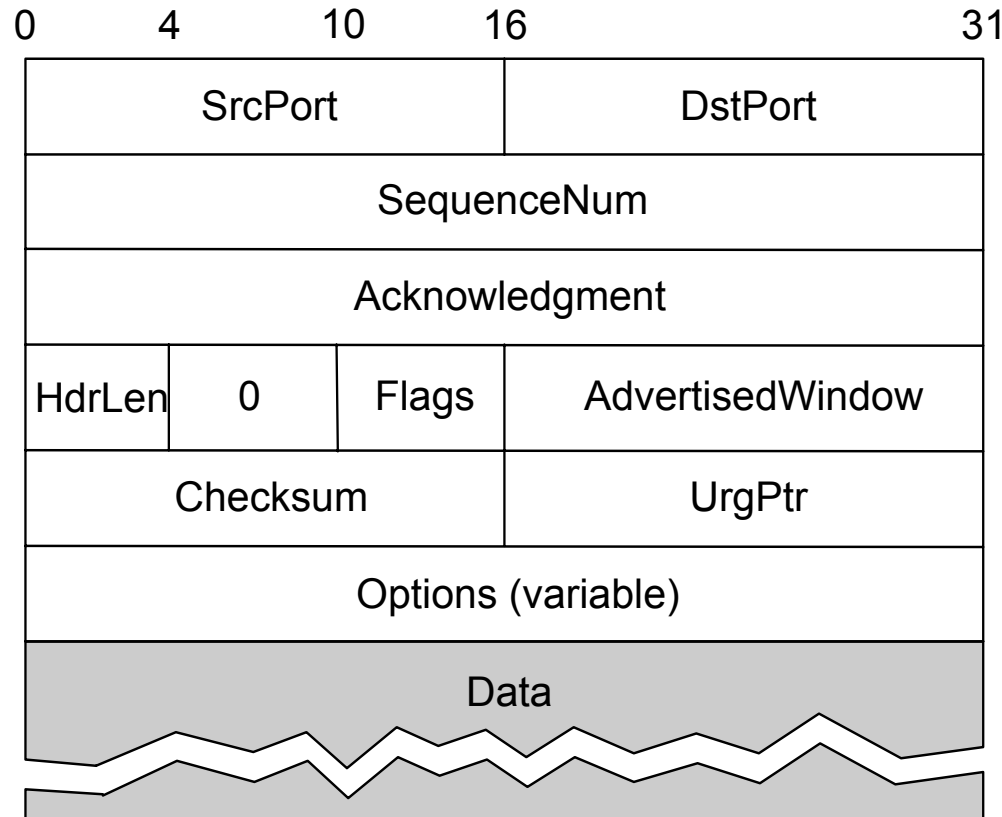 0 4 10 16 31
SrcPort DstPort
SequenceNum
Acknowledgment
HdrLen 0 Flags AdvertisedWindow
Checksum UrgPtr
Options (variable)
Data